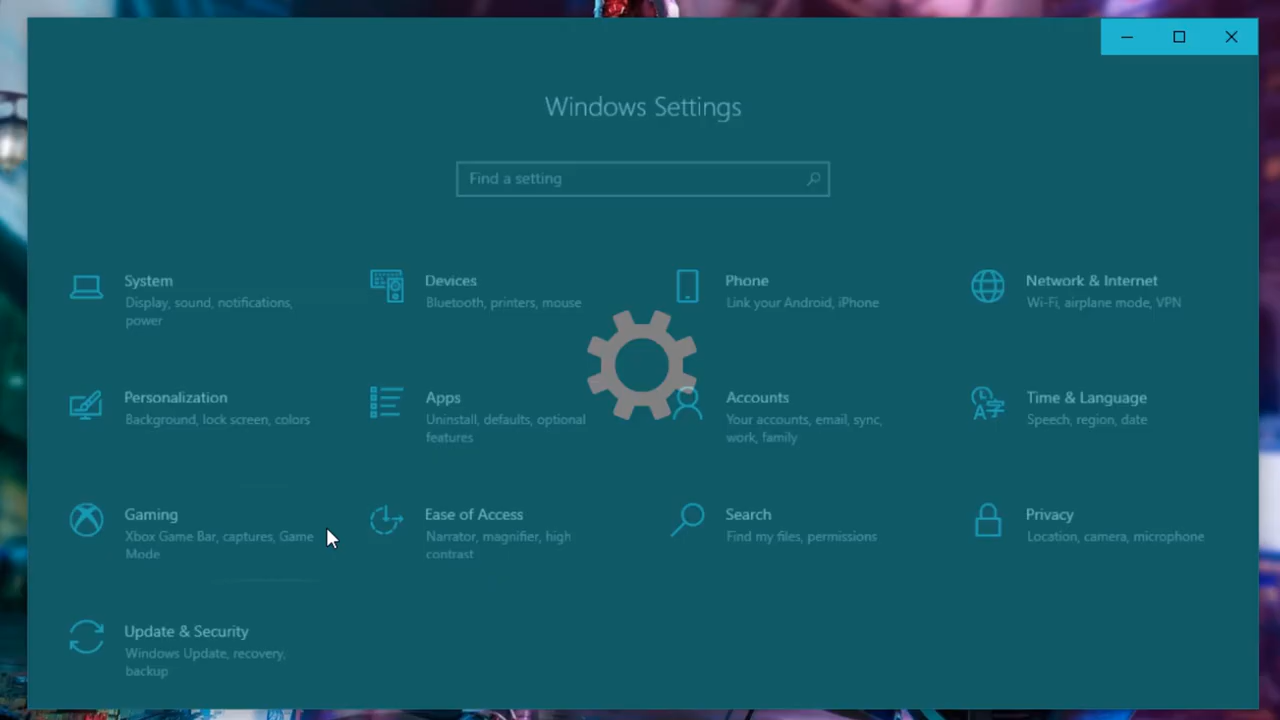 Windows Settings
Find a setting
System
Display, sound, notifications,
power
Devices
Bluetooth, printers, mouse
Phone
Link your Android, iPhone
Network & Internet
Wi-Fi, airplane mode, VPN
Personalization
Background, lock screen, colors
Apps
Uninstall, defaults, optional
features
Accounts
Your accounts, email, sync,
work, family
Time & Language
Speech, region, date
Gaming
Xbox Game Bar, captures, Game
Mode
Ease of Access
Narrator, magnifier, high
contrast
Search
Find my files, permissions
Privacy
Location, camera, microphone
Update & Security
Windows Update, recovery,
backup